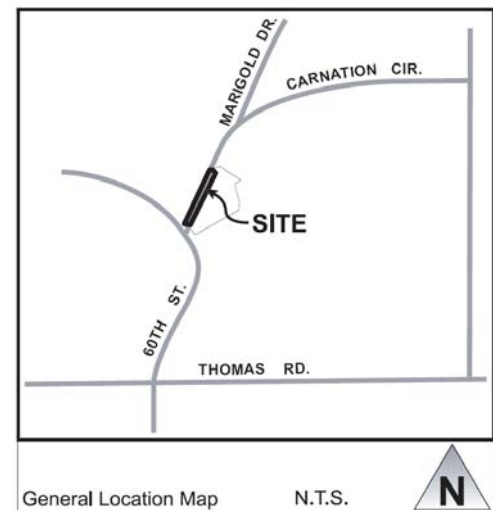 MARIGOLD DR.
CARNATION CIR.
SITE
60TH ST.
THOMAS RD.
General Location Map N.T.S. N